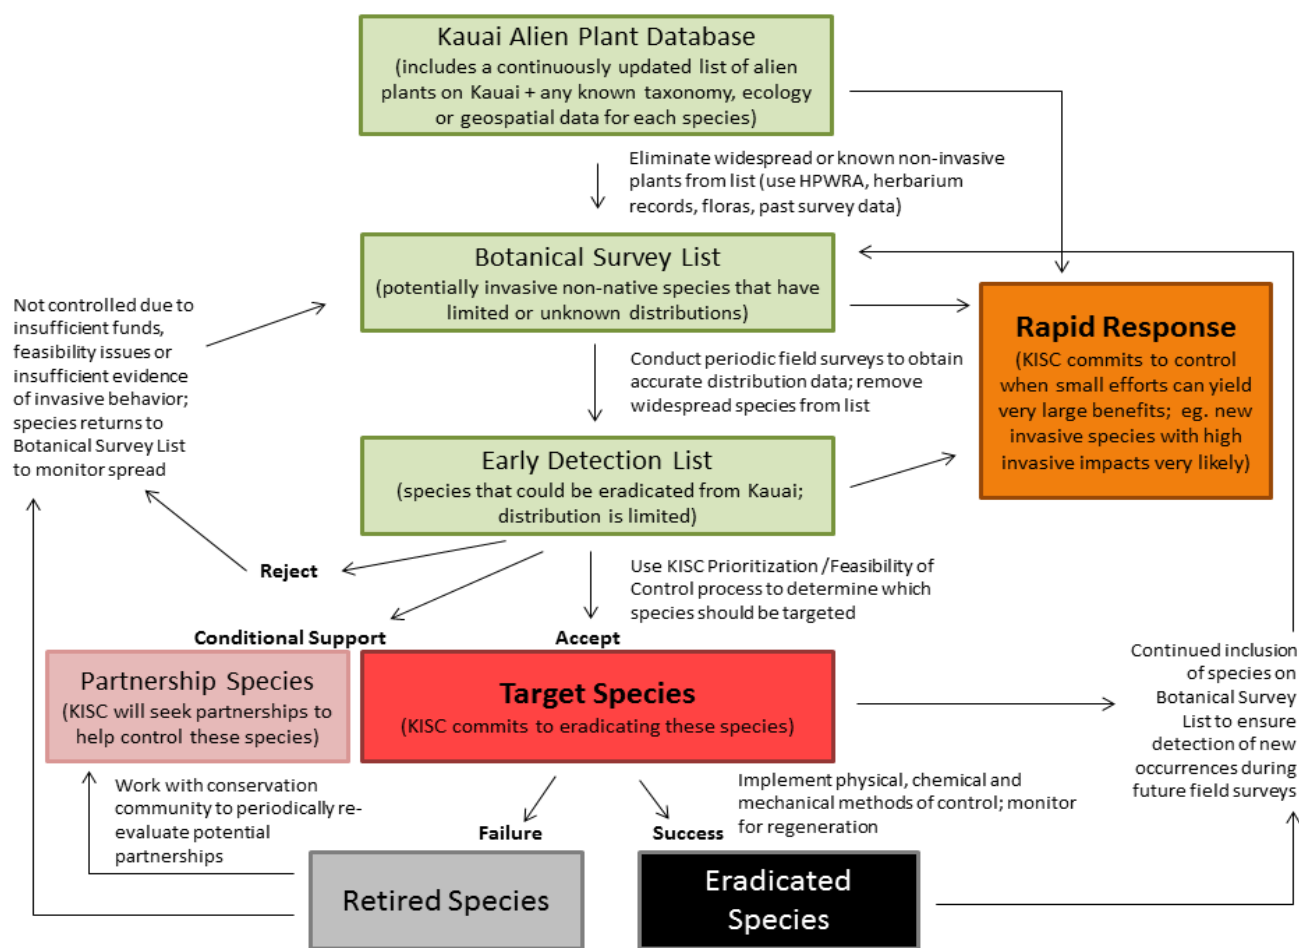 Kauai Alien Plant Database
(includes a continuously updated list of alien
plants on Kauai + any known taxonomy, ecology
or geospatial data for each species)
Eliminate widespread or known non-invasive
plants from list (use HPWRA, herbarium
records, floras, past survey data)
Botanical Survey List
(potentially invasive non-native species that have
limited or unknown distributions)
Rapid Response
(KISC commits to control
when small efforts can yield
very large benefits; eg. new
invasive species with high
invasive impacts very likely)
Not controlled due to
insufficient funds,
feasibility issues or
insufficient evidence
of invasive behavior;
species returns to
Botanical Survey List
to monitor spread
Conduct periodic field surveys to obtain
accurate distribution data; remove
widespread species from list
Early Detection List
(species that could be eradicated from Kauai;
distribution is limited)
Reject
Use KISC Prioritization /Feasibility of
Control process to determine which
species should be targeted
Conditional Support
Accept
Partnership Species
(KISC will seek partnerships to
help control these species)
Target Species
(KISC commits to eradicating these species)
Continued inclusion
of species on
Botanical Survey
List to ensure
detection of new
occurrences during
future field surveys
Work with conservation
community to periodically re-
evaluate potential
partnerships
Implement physical, chemical and
mechanical methods of control; monitor
for regeneration
Failure
Success
Retired Species
Eradicated
Species